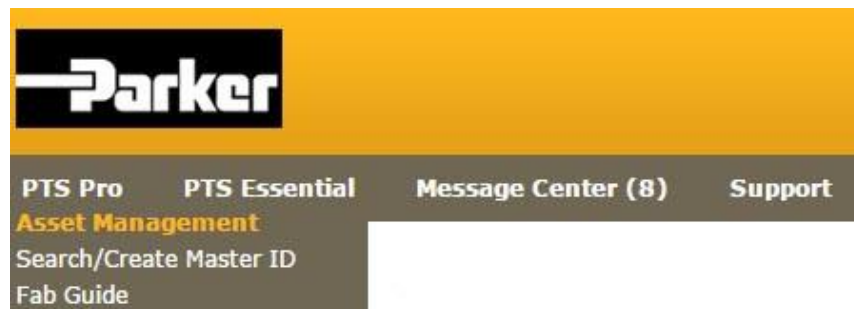 Parker
PTS Pro PTS Essential Message Center (8) Support
Asset Management
Search/Create Master ID
Fab Guide